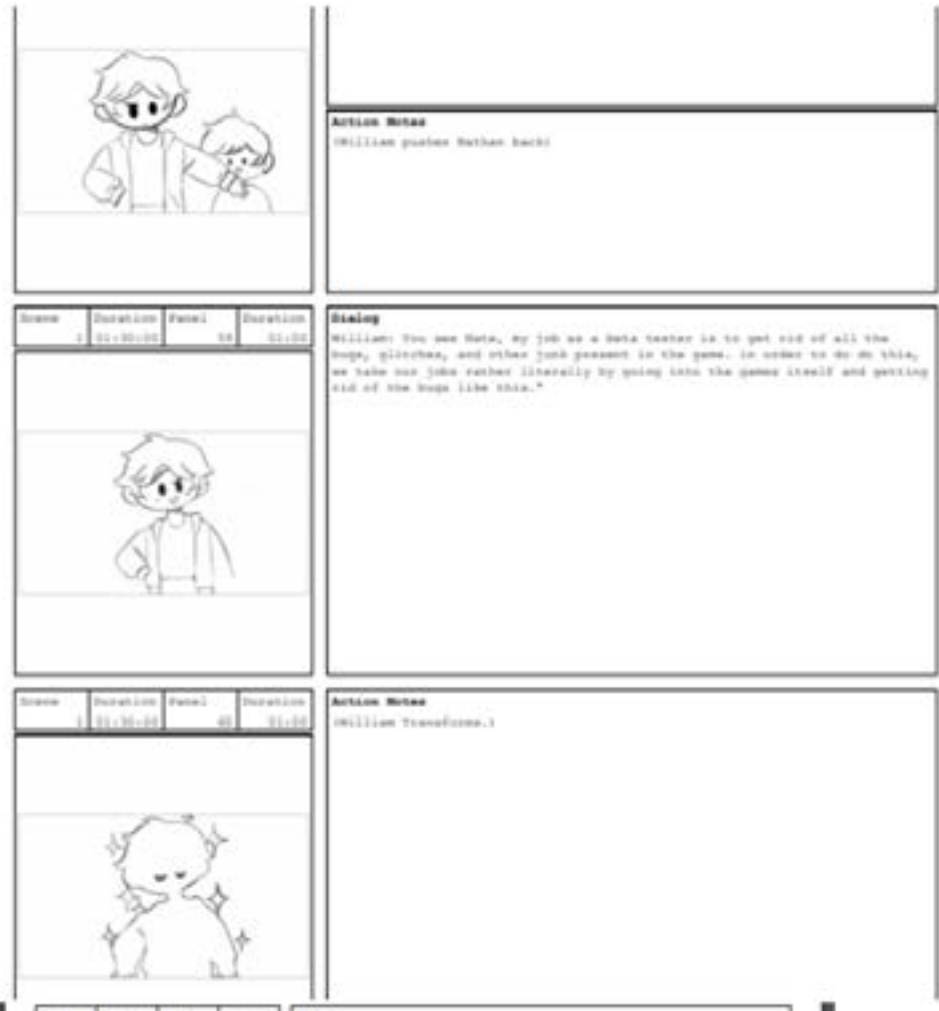 Action Notes
(William pushes Nathan back)
Scene Duration Panel Duration
1 01:30:00 59 01:00
Dialog
William: You see Nate, my job as a beta tester is to get rid of all the
bugs, glitches, and other junk present in the game. in order to do do this,
we take our jobs rather literally by going into the games itself and getting
rid of the bugs like this."
Scene Duration Panel Duration
1 01:30:00 60 01:00
Action Notes
(William Transforms.)